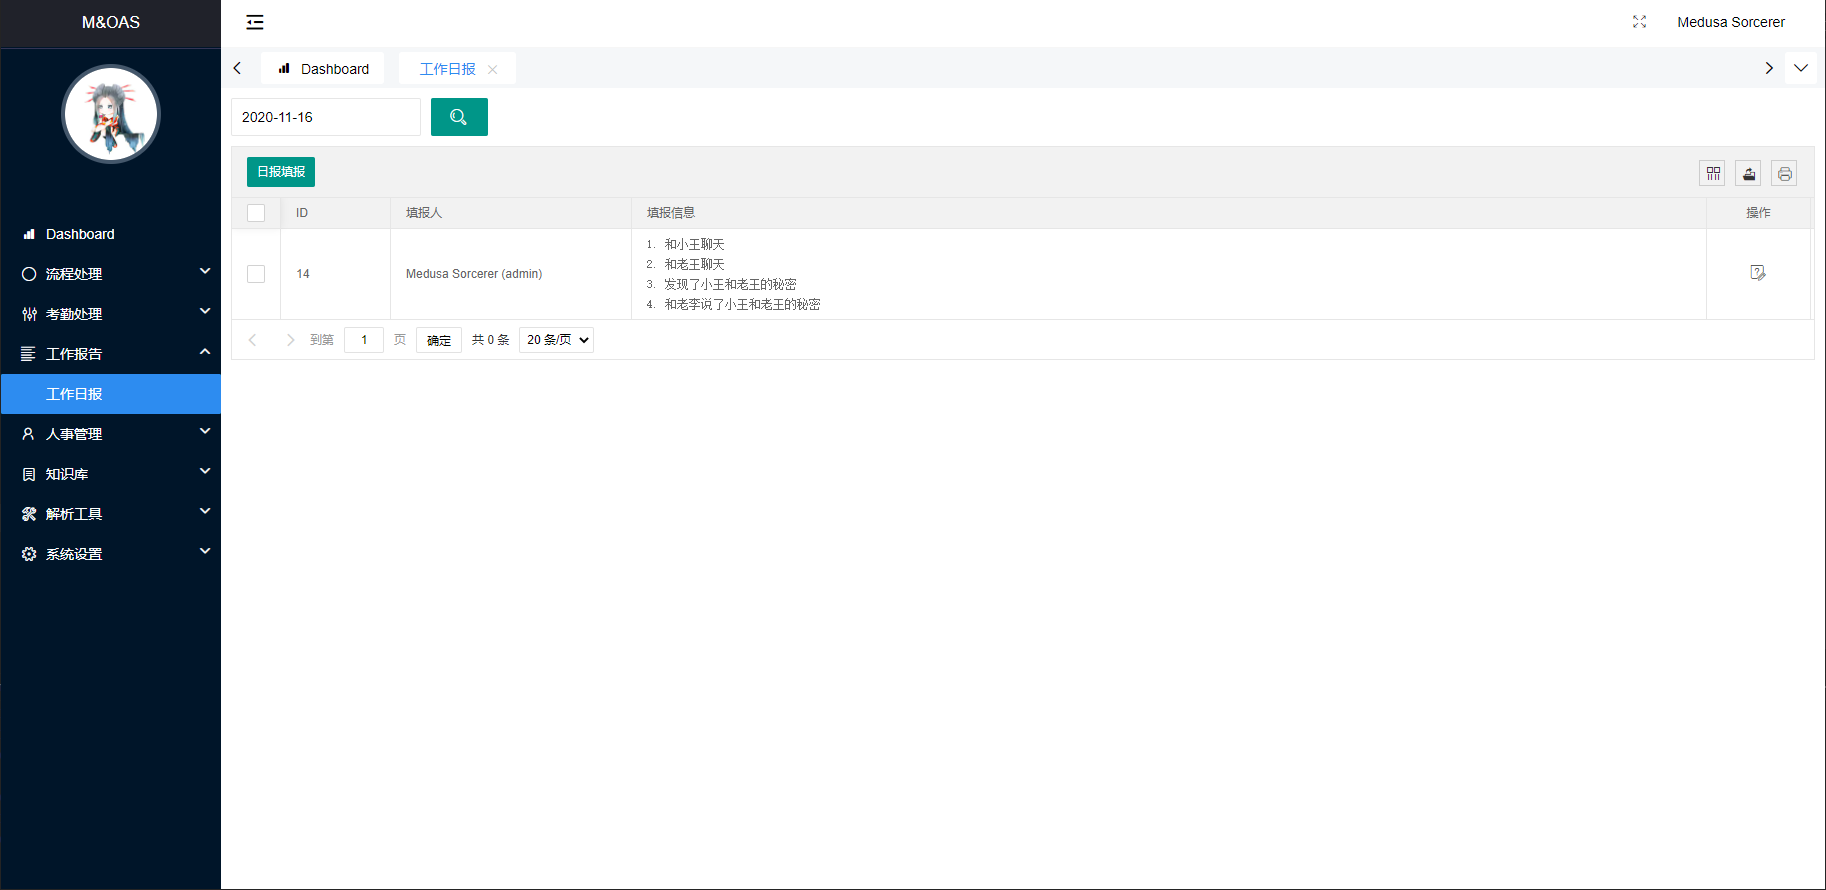 M&OAS
Medusa Sorcerer
Dashboard
工作日报
2020-11-16
日报填报
ID
填报人
填报信息
操作
14
Medusa Sorcerer (admin)
1. 和小王聊天
2. 和老王聊天
3. 发现了小王和老王的秘密
4. 和老李说了小王和老王的秘密
到第 1 页 确定 共 0 条 20 条/页
Dashboard
流程处理
考勤处理
工作报告
工作日报
人事管理
知识库
解析工具
系统设置